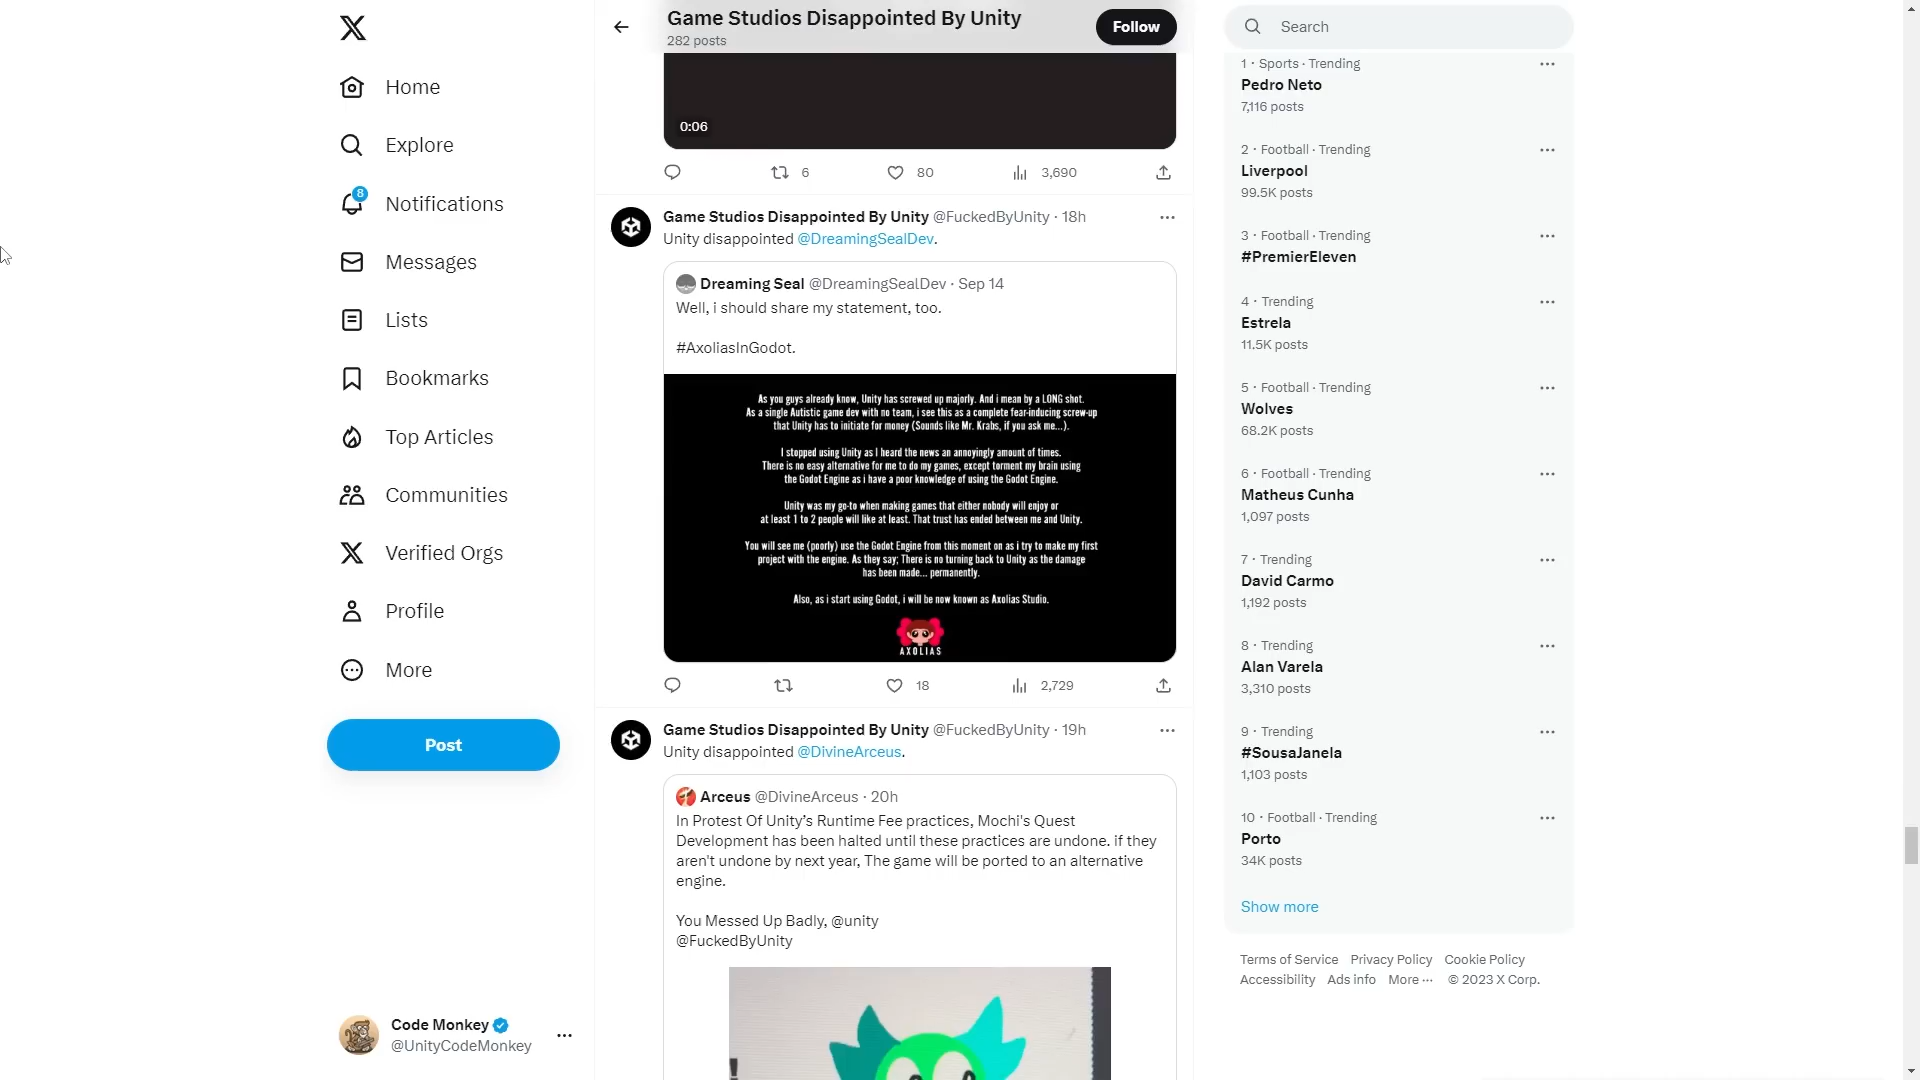 Home
Explore
8
Notifications
Messages
Lists
Bookmarks
Top Articles
Communities
Verified Orgs
Profile
More
Post
Code Monkey
@UnityCodeMonkey
Game Studios Disappointed By Unity
282 posts
Follow
0:06
6 80 3,690
Game Studios Disappointed By Unity @FuckedByUnity · 18h
Unity disappointed @DreamingSealDev.
Dreaming Seal @DreamingSealDev · Sep 14
Well, i should share my statement, too.
#AxoliasInGodot.
As you guys already know, Unity has screwed up majorly. And i mean by a LONG shot.
As a single Autistic game dev with no team, i see this as a complete fear-inducing screw-up
that Unity has to initiate for money (Sounds like Mr. Krabs, if you ask me...).
I stopped using Unity as I heard the news an annoyingly amount of times.
There is no easy alternative for me to do my games, except torment my brain using
the Godot Engine as i have a poor knowledge of using the Godot Engine.
Unity was my go-to when making games that either nobody will enjoy or
at least 1 to 2 people will like at least. That trust has ended between me and Unity.
You will see me (poorly) use the Godot Engine from this moment on as i try to make my first
project with the engine. As they say; There is no turning back to Unity as the damage
has been made... permanently.
Also, as i start using Godot, i will be now known as Axolias Studio.
AXOLIAS
18 2,729
Game Studios Disappointed By Unity @FuckedByUnity · 19h
Unity disappointed @DivineArceus.
Arceus @DivineArceus · 20h
In Protest Of Unity's Runtime Fee practices, Mochi's Quest
Development has been halted until these practices are undone. if they
aren't undone by next year, The game will be ported to an alternative
engine.
You Messed Up Badly, @unity
@FuckedByUnity
Search
1 · Sports · Trending
Pedro Neto
7,116 posts
2 · Football · Trending
Liverpool
99.5K posts
3 · Football · Trending
#PremierEleven
4 · Trending
Estrela
11.5K posts
5 · Football · Trending
Wolves
68.2K posts
6 · Football · Trending
Matheus Cunha
1,097 posts
7 · Trending
David Carmo
1,192 posts
8 · Trending
Alan Varela
3,310 posts
9 · Trending
#SousaJanela
1,103 posts
10 · Football · Trending
Porto
34K posts
Show more
Terms of Service Privacy Policy Cookie Policy
Accessibility Ads info More ··· © 2023 X Corp.